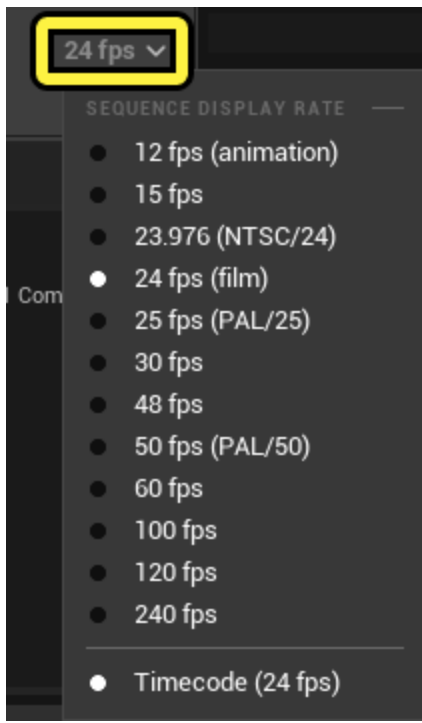 24 fps
SEQUENCE DISPLAY RATE
12 fps (animation)
15 fps
23.976 (NTSC/24)
24 fps (film)
25 fps (PAL/25)
30 fps
48 fps
50 fps (PAL/50)
60 fps
100 fps
120 fps
240 fps
Timecode (24 fps)